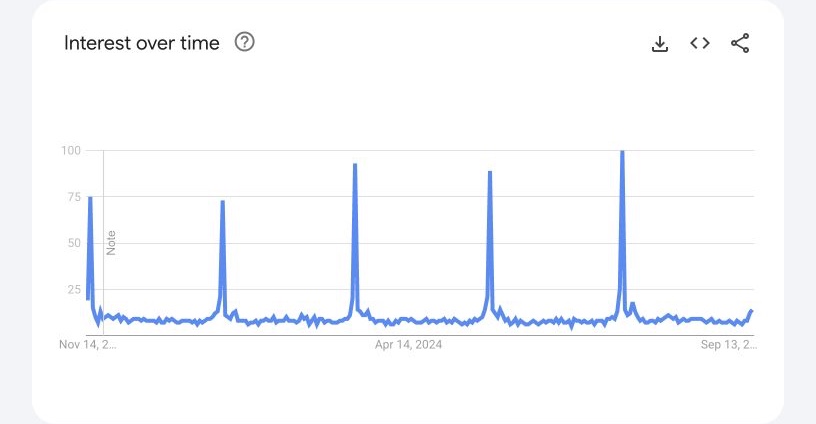 Interest over time
100
75
50
25
Note
Nov 14, 2...
Apr 14, 2024
Sep 13, 2...